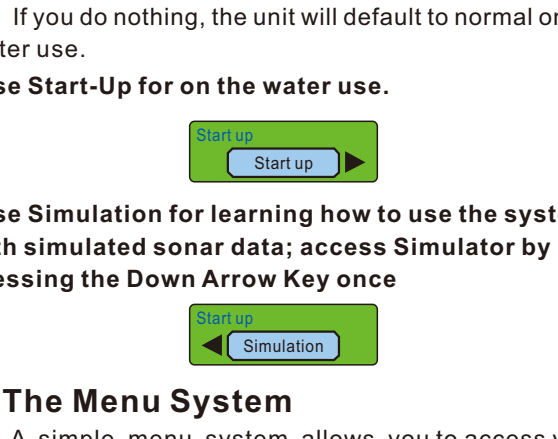 If you do nothing, the unit will default to normal on
ter use.
se Start-Up for on the water use.
Start up
Start up
se Simulation for learning how to use the syst
th simulated sonar data; access Simulator by
essing the Down Arrow Key once
Start up
Simulation
The Menu System
A simple menu system allows you to access y